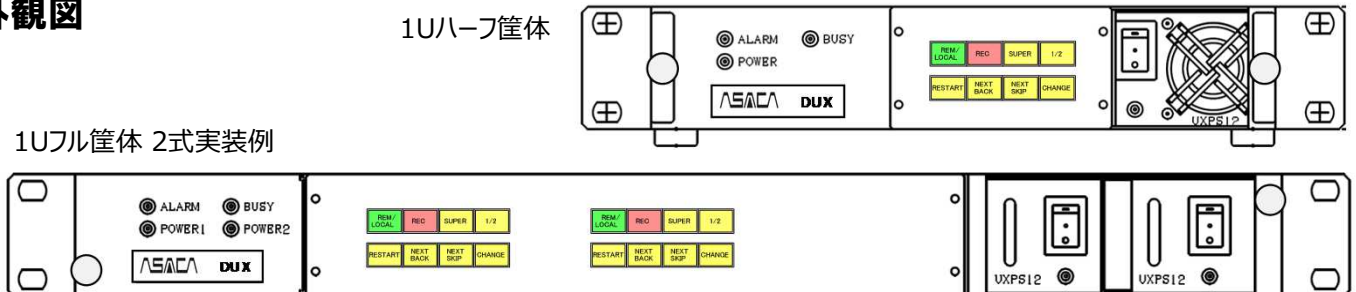 外観図
1Uハーフ筐体
ALARM BUSY
POWER
ASACA DUX
REM/LOCAL REC SUPER 1/2
RESTART NEXT BACK NEXT SKIP CHANGE
UXPS12
1Uフル筐体 2式実装例
ALARM BUSY
POWER1 POWER2
ASACA DUX
REM/LOCAL REC SUPER 1/2
RESTART NEXT BACK NEXT SKIP CHANGE
REM/LOCAL REC SUPER 1/2
RESTART NEXT BACK NEXT SKIP CHANGE
UXPS12
UXPS12